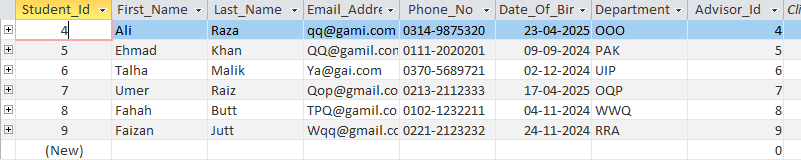 Student_Id First_Name Last_Name Email_Addre Phone_No Date_Of_Bir Department Advisor_Id Cli
4 Ali Raza qq@gami.com 0314-9875320 23-04-2025 OOO 4
5 Ehmad Khan QQ@gamil.com 0111-2020201 09-09-2024 PAK 5
6 Talha Malik Ya@gai.com 0370-5689721 02-12-2024 UIP 6
7 Umer Raiz Qop@gmail.co 0213-2112333 17-04-2025 OQP 7
8 Fahah Butt TPQ@gamil.co 0102-1232211 04-11-2024 WWQ 8
9 Faizan Jutt Wqq@gmail.co 0221-2123232 24-11-2024 RRA 9
(New) 0